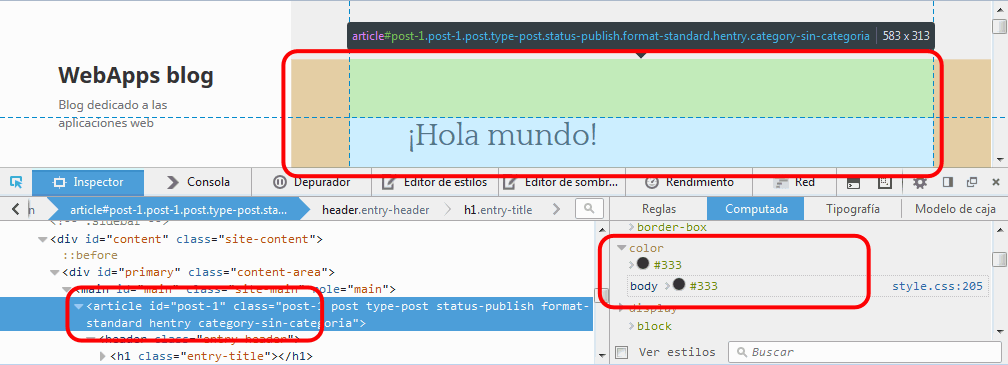 article#post-1.post-1.post.type-post.status-publish.format-standard.hentry.category-sin-categoria | 583 x 313
WebApps blog
Blog dedicado a las
aplicaciones web
¡Hola mundo!
Inspector
Consola
Depurador
Editor de estilos
Editor de sombr...
Rendimiento
Red
n
article#post-1.post-1.post.type-post.sta...
header.entry-header
h1.entry-title
Reglas
Computada
Tipografía
Modelo de caja
<div id="content" class="site-content">
::before
<div id="primary" class="content-area">
<main id="main" class="site-main" role="main">
<article id="post-1" class="post-1 post type-post status-publish format-
standard hentry category-sin-categoria">
<header class="entry-header">
<h1 class="entry-title"></h1>
border-box
color
#333
body #333 style.css:205
display
block
Ver estilos
Buscar